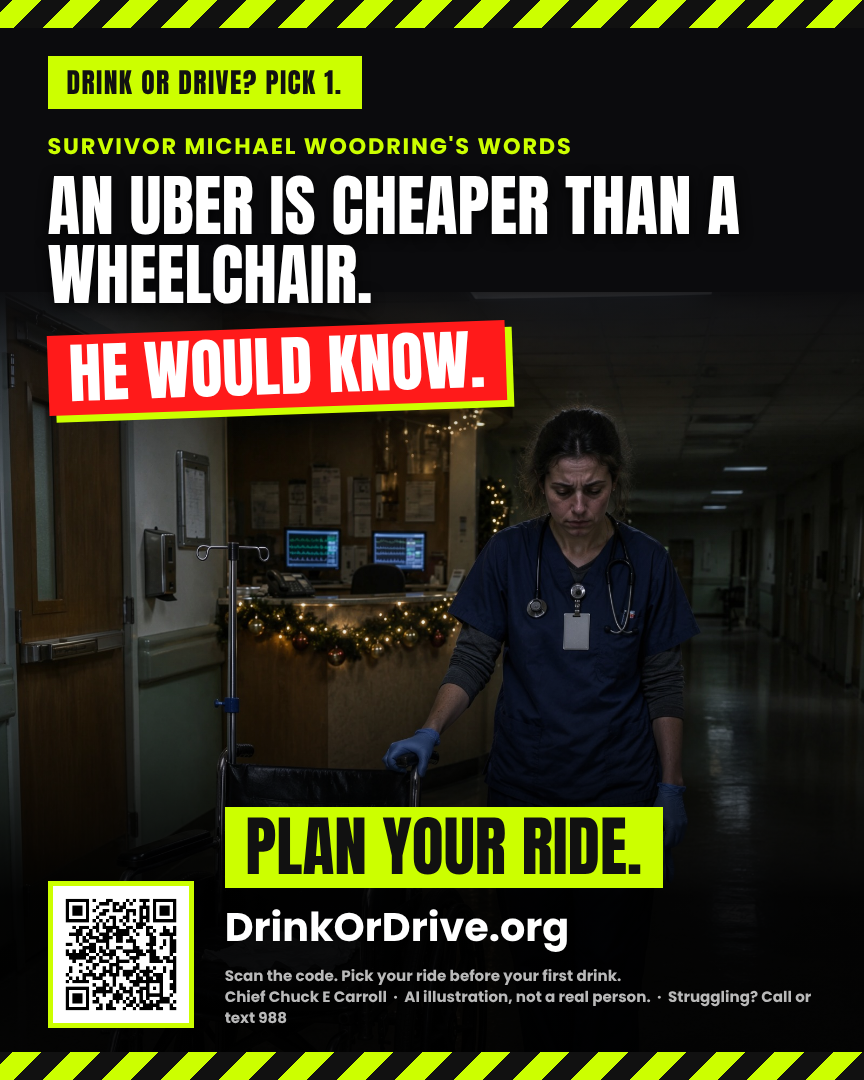 DRINK OR DRIVE? PICK 1.
SURVIVOR MICHAEL WOODRING'S WORDS
AN UBER IS CHEAPER THAN A
WHEELCHAIR.
HE WOULD KNOW.
PLAN YOUR RIDE.
DrinkOrDrive.org
Scan the code. Pick your ride before your first drink.
Chief Chuck E Carroll · AI illustration, not a real person. · Struggling? Call or
text 988